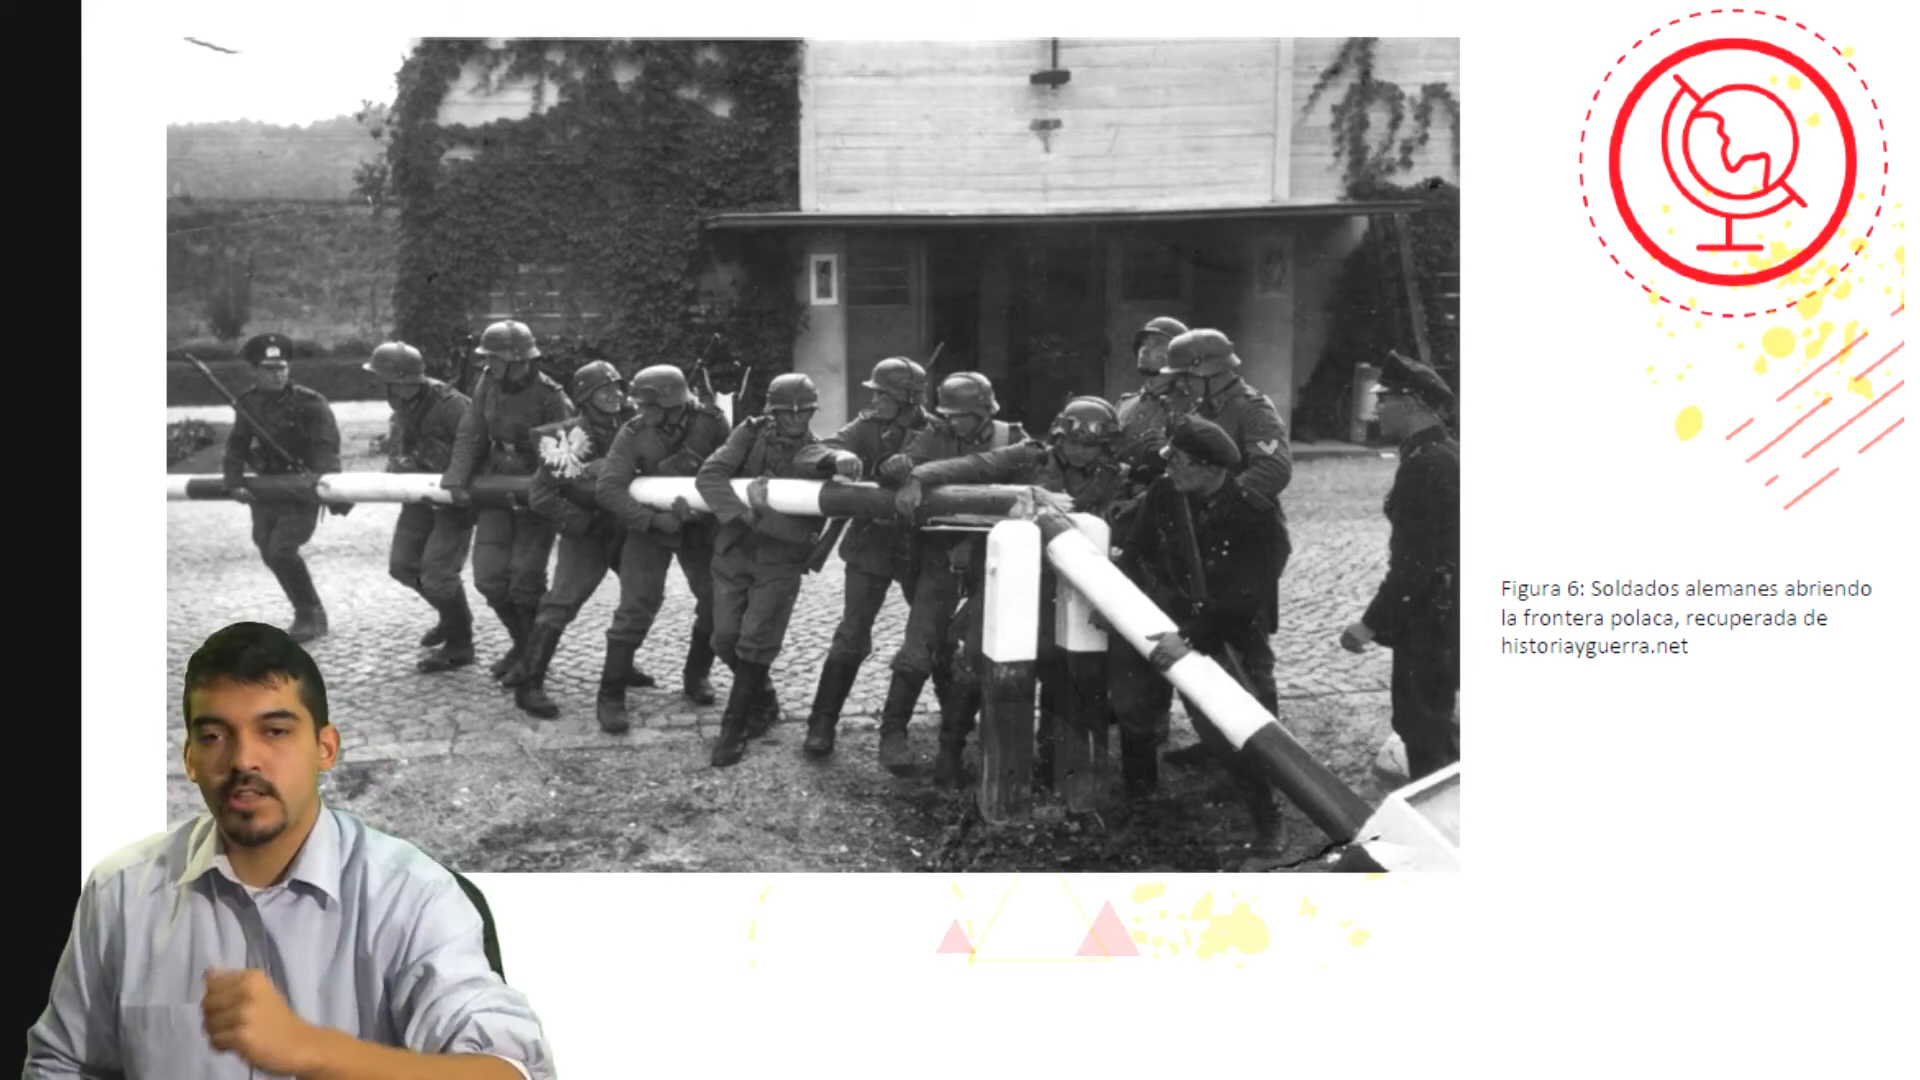 Figura 6: Soldados alemanes abriendo
la frontera polaca, recuperada de
historiayguerra.net